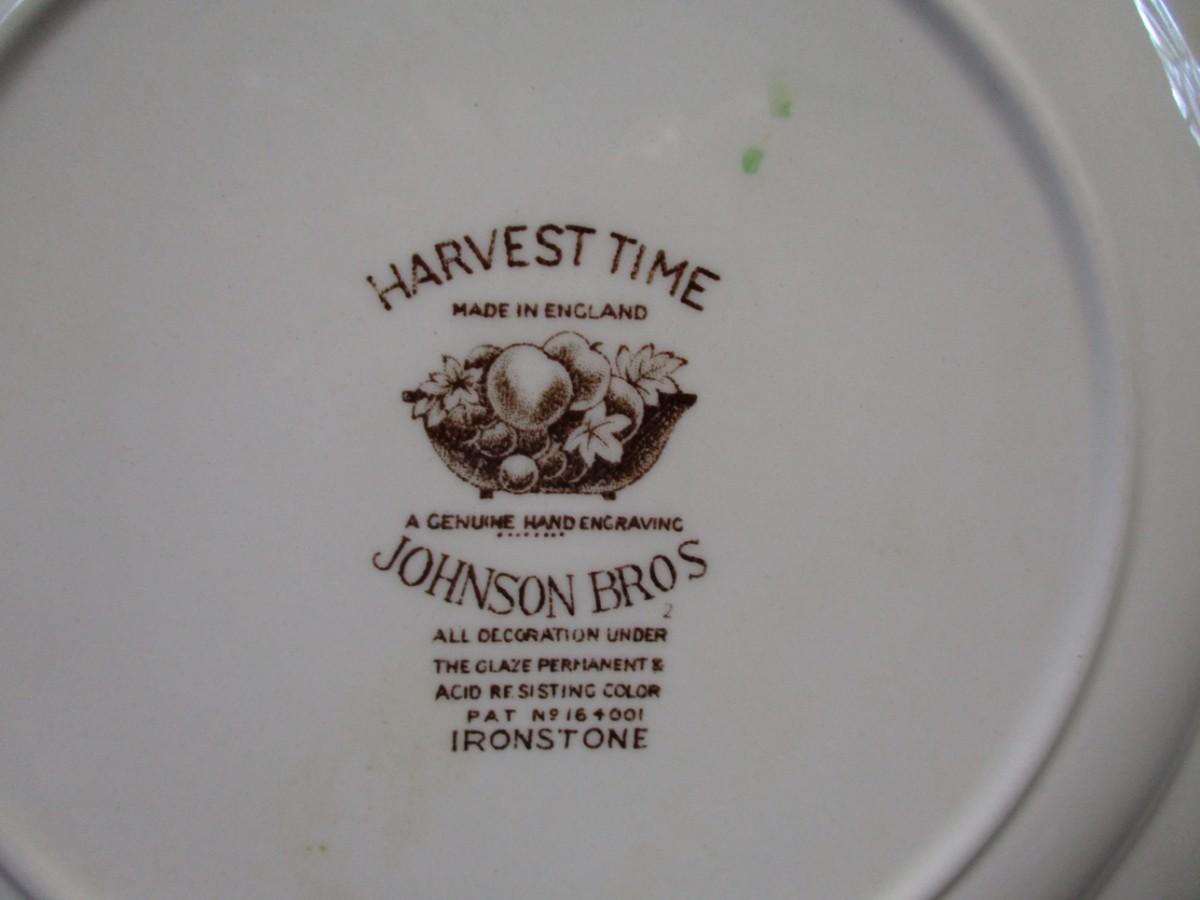 HARVEST TIME
MADE IN ENGLAND
A GENUINE HAND ENGRAVING
JOHNSON BROS
2
ALL DECORATION UNDER
THE GLAZE PERMANENT &
ACID RESISTING COLOR
PAT Nº 164001
IRONSTONE